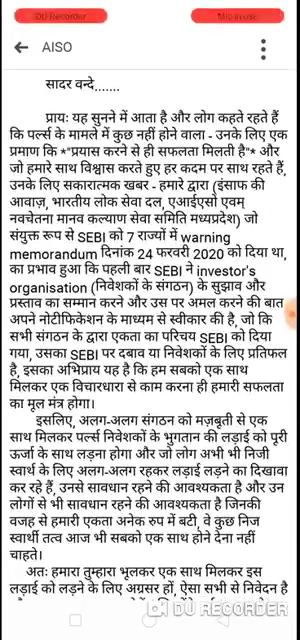 DU Recorder
Mic in use
AISO
सादर वन्दे.......
प्रायः यह सुनने में आता है और लोग कहते रहते हैं
कि पर्ल्स के मामले में कुछ नहीं होने वाला - उनके लिए एक
प्रमाण कि *"प्रयास करने से ही सफलता मिलती है"* और
जो हमारे साथ विश्वास करते हुए हर कदम पर साथ रहते हैं,
उनके लिए सकारात्मक खबर - हमारे द्वारा (इंसाफ की
आवाज़, भारतीय लोक सेवा दल, एआईएसो एवम्
नवचेतना मानव कल्याण सेवा समिति मध्यप्रदेश) जो
संयुक्त रूप से SEBI को 7 राज्यों में warning
memorandum दिनांक 24 फरवरी 2020 को दिया था,
का प्रभाव हुआ कि पहली बार SEBI ने investor's
organisation (निवेशकों के संगठन) के सुझाव और
प्रस्ताव का सम्मान करने और उस पर अमल करने की बात
अपने नोटीफिकेशन के माध्यम से स्वीकार की है, जो कि
सभी संगठन के द्वारा एकता का परिचय SEBI को दिया
गया, उसका SEBI पर दबाव या निवेशकों के लिए प्रतिफल
है, इसका अभिप्राय यह है कि हम सबको एक साथ
मिलकर एक विचारधारा से काम करना ही हमारी सफलता
का मूल मंत्र होगा।
इसलिए, अलग-अलग संगठन को मज़बूती से एक
साथ मिलकर पर्ल्स निवेशकों के भुगतान की लड़ाई को पूरी
ऊर्जा के साथ लड़ना होगा और जो लोग अभी भी निजी
स्वार्थ के लिए अलग-अलग रहकर लड़ाई लड़ने का दिखावा
कर रहे हैं, उनसे सावधान रहने की आवश्यकता है और उन
लोगों से भी सावधान रहने की आवश्यकता है जिनकी
वजह से हमारी एकता अनेक रुप में बटी, वे कुछ निज
स्वार्थी तत्व आज भी सबको एक साथ होने देना नहीं
चाहते।
अतः हमारा तुम्हारा भूलकर एक साथ मिलकर इस
लड़ाई को लड़ने के लिए अग्रसर हों, ऐसा सभी से निवेदन है
DU RECORDER